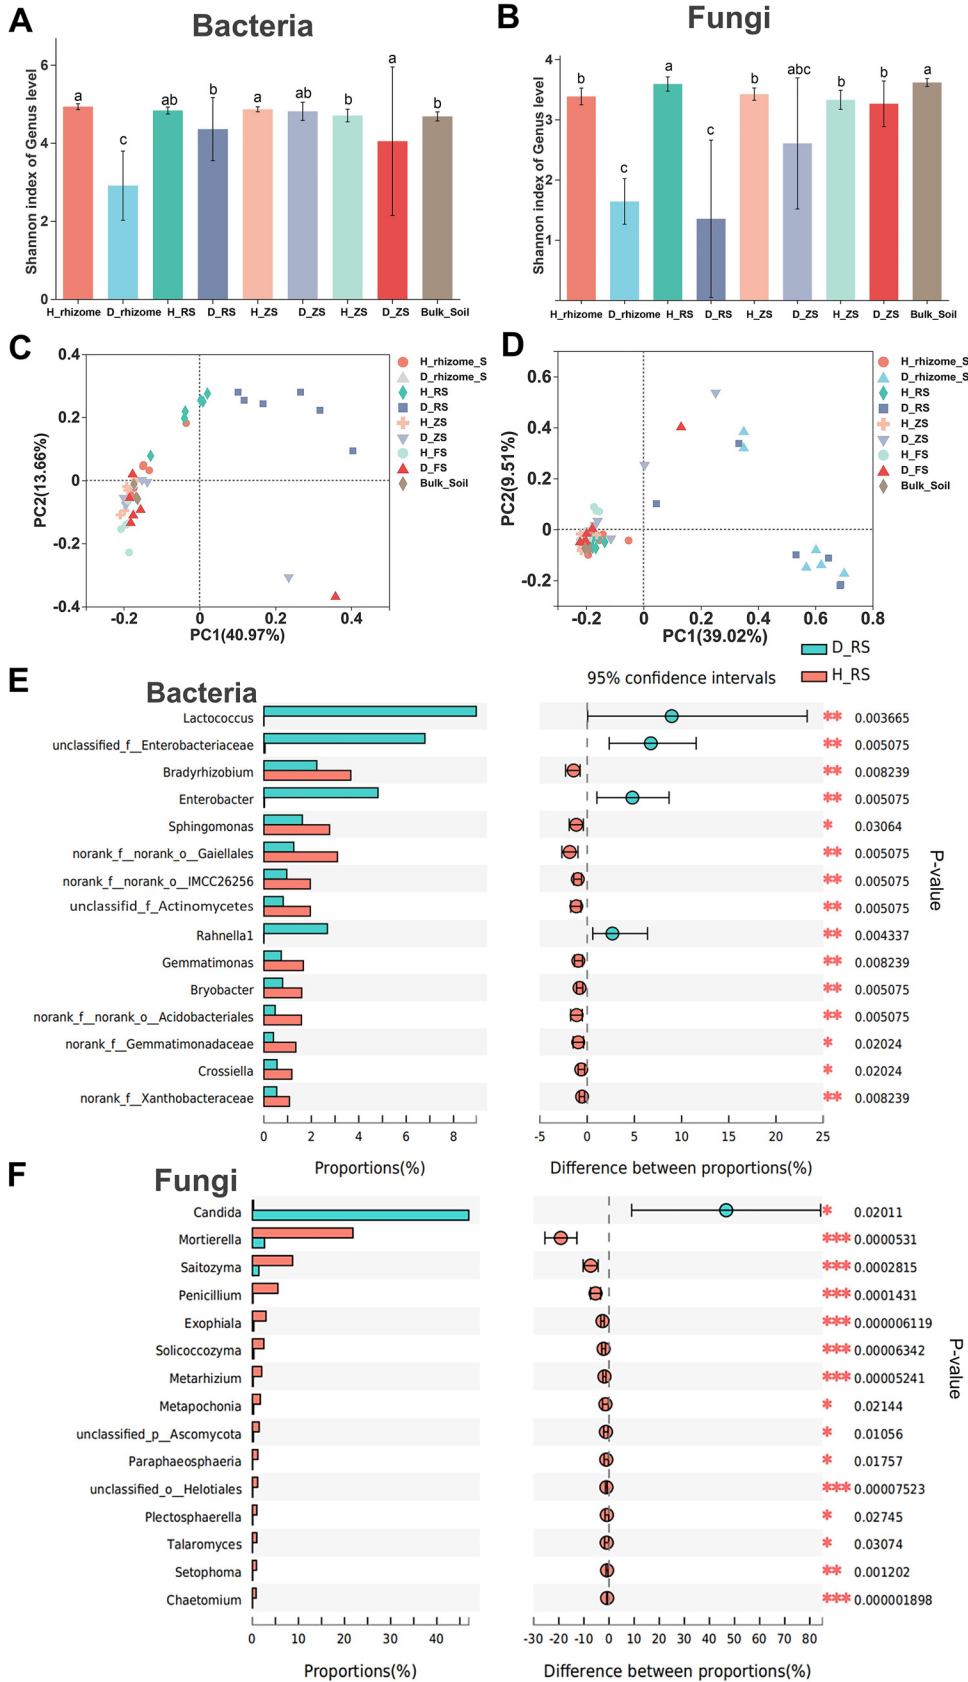 A
Bacteria
Shannon index of Genus level
6
4
2
0
a
c
ab
b
a
ab
b
a
b
H_rhizome
D_rhizome
H_RS
D_RS
H_ZS
D_ZS
H_ZS
D_ZS
Bulk_Soil
B
Fungi
Shannon index of Genus level
4
3
2
1
b
c
a
c
b
abc
b
b
a
H_rhizome
D_rhizome
H_RS
D_RS
H_ZS
D_ZS
H_ZS
D_ZS
Bulk_Soil
C
PC2(13.66%)
0.4
0.2
0
-0.2
-0.4
-0.2
0
0.2
0.4
PC1(40.97%)
H_rhizome_S
D_rhizome_S
H_RS
D_RS
H_ZS
D_ZS
H_FS
D_FS
Bulk_Soil
D
PC2(9.51%)
0.6
0.4
0.2
0
-0.2
-0.2
0
0.2
0.4
0.6
0.8
PC1(39.02%)
H_rhizome_S
D_rhizome_S
H_RS
D_RS
H_ZS
D_ZS
H_FS
D_FS
Bulk_Soil
D_RS
H_RS
E
Bacteria
95% confidence intervals
Lactococcus ** 0.003665
unclassified_f__Enterobacteriaceae ** 0.005075
Bradyrhizobium ** 0.008239
Enterobacter ** 0.005075
Sphingomonas * 0.03064
norank_f__norank_o__Gaiellales ** 0.005075
norank_f__norank_o__IMCC26256 ** 0.005075
unclassifid_f_Actinomycetes ** 0.005075
Rahnella1 ** 0.004337
Gemmatimonas ** 0.008239
Bryobacter ** 0.005075
norank_f__norank_o__Acidobacteriales ** 0.005075
norank_f__Gemmatimonadaceae * 0.02024
Crossiella * 0.02024
norank_f__Xanthobacteraceae ** 0.008239
P-value
0 2 4 6 8
-5 0 5 10 15 20 25
Proportions(%)
Difference between proportions(%)
F
Fungi
Candida * 0.02011
Mortierella *** 0.0000531
Saitozyma *** 0.0002815
Penicillium *** 0.0001431
Exophiala *** 0.000006119
Solicoccozyma *** 0.00006342
Metarhizium *** 0.00005241
Metapochonia * 0.02144
unclassified_p__Ascomycota * 0.01056
Paraphaeosphaeria * 0.01757
unclassified_o__Helotiales *** 0.00007523
Plectosphaerella * 0.02745
Talaromyces * 0.03074
Setophoma ** 0.001202
Chaetomium *** 0.000001898
P-value
0 10 20 30 40
-30 -20 -10 0 10 20 30 40 50 60 70 80
Proportions(%)
Difference between proportions(%)